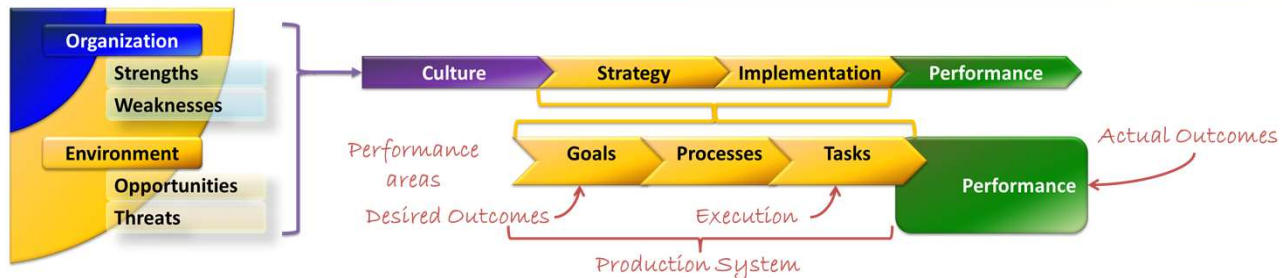 Organization
Strengths
Weaknesses
Environment
Opportunities
Threats
Culture
Strategy
Implementation
Performance
Performance
areas
Goals
Processes
Tasks
Performance
Actual Outcomes
Desired Outcomes
Execution
Production System